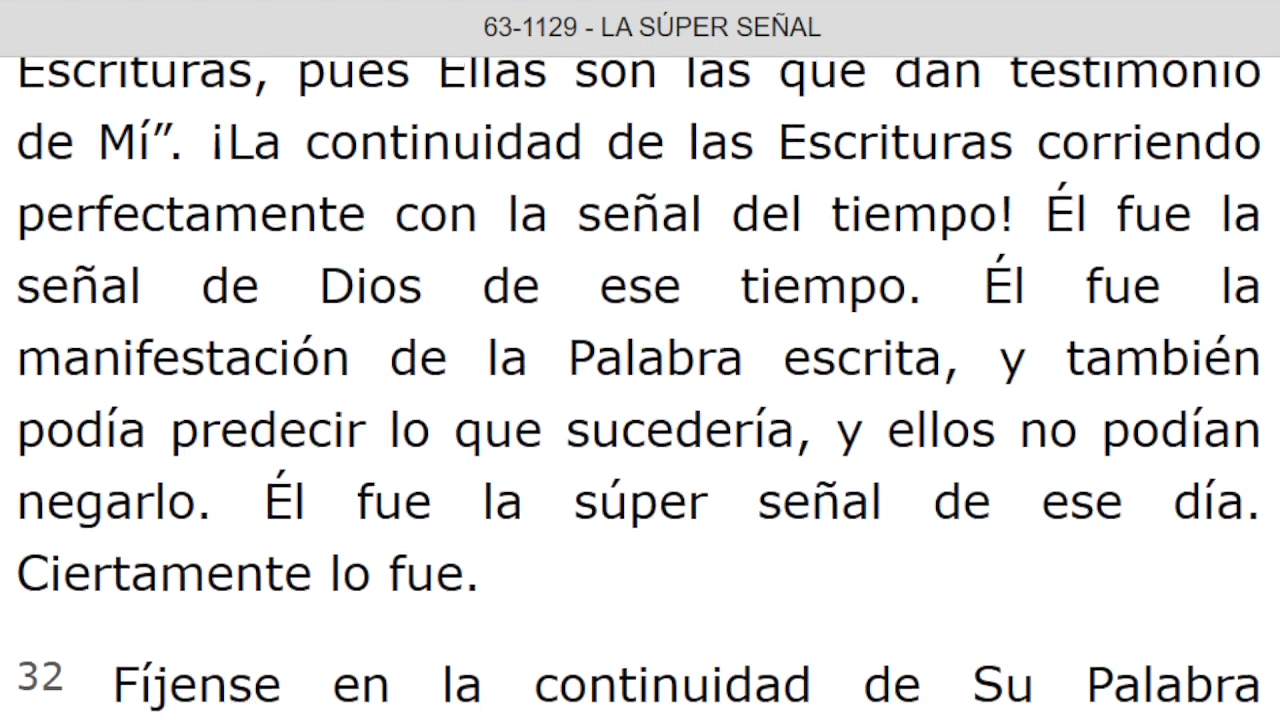 63-1129 - LA SÚPER SEÑAL
Escrituras, pues Ellas son las que dan testimonio
de Mí”. ¡La continuidad de las Escrituras corriendo
perfectamente con la señal del tiempo! Él fue la
señal de Dios de ese tiempo. Él fue la
manifestación de la Palabra escrita, y también
podía predecir lo que sucedería, y ellos no podían
negarlo. Él fue la súper señal de ese día.
Ciertamente lo fue.
32 Fíjense en la continuidad de Su Palabra